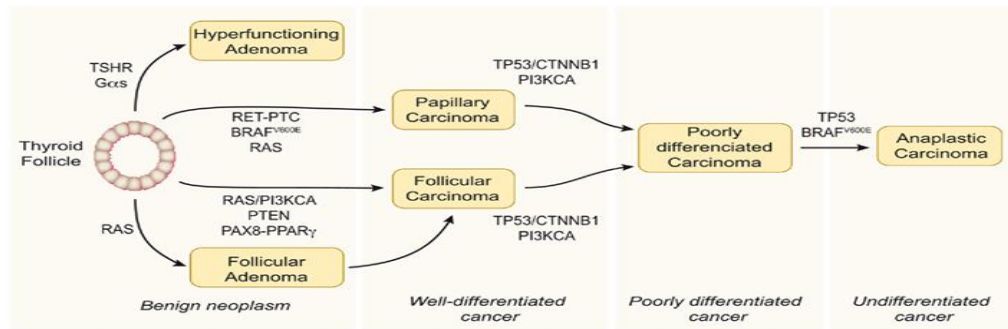 Hyperfunctioning
Adenoma
TSHR
Gαs
TP53/CTNNB1
PI3KCA
RET-PTC
BRAFV600E
RAS
Papillary
Carcinoma
Thyroid
Follicle
Poorly
differenciated
Carcinoma
TP53
BRAFV600E
Anaplastic
Carcinoma
RAS/PI3KCA
PTEN
PAX8-PPARγ
Follicular
Carcinoma
TP53/CTNNB1
PI3KCA
RAS
Follicular
Adenoma
Benign neoplasm
Well-differentiated
cancer
Poorly differentiated
cancer
Undifferentiated
cancer